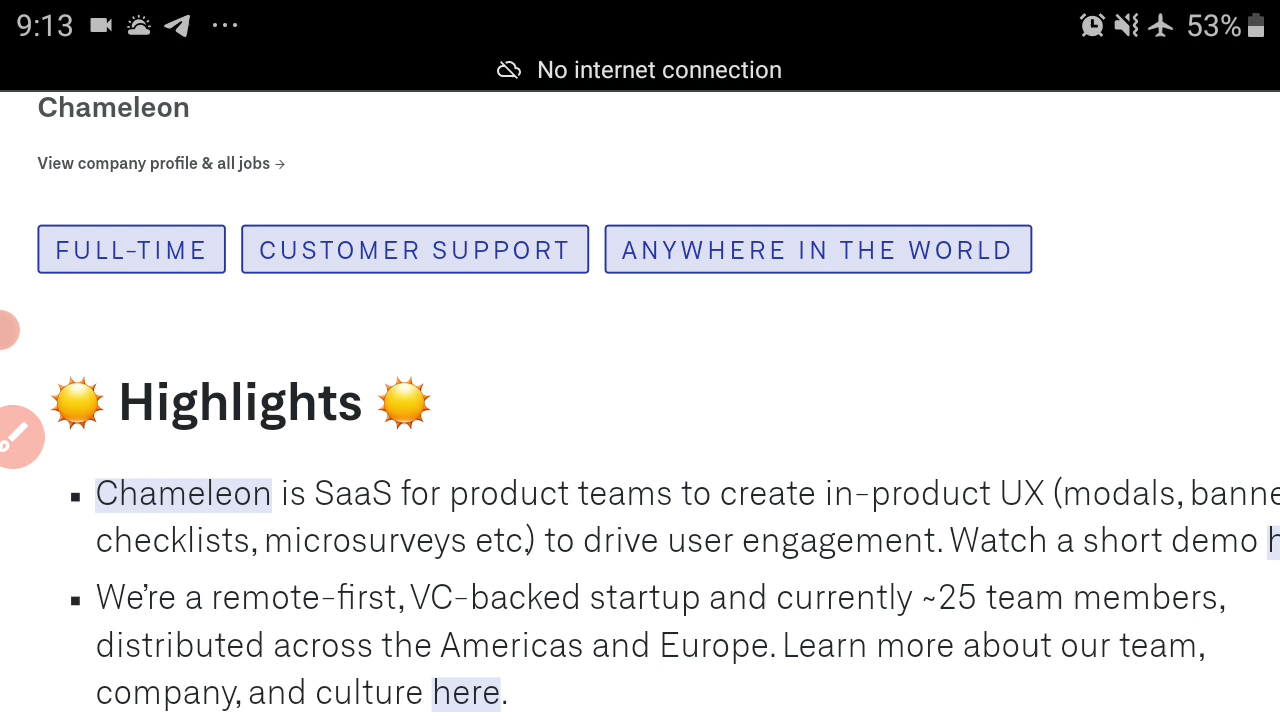 9:13
53%
No internet connection
Chameleon
View company profile & all jobs →
FULL-TIME CUSTOMER SUPPORT ANYWHERE IN THE WORLD
Highlights
▪ Chameleon is SaaS for product teams to create in-product UX (modals,
checklists, microsurveys etc.) to drive user engagement. Watch a short demo
▪ We’re a remote-first, VC-backed startup and currently ~25 team members,
distributed across the Americas and Europe. Learn more about our team,
company, and culture here.